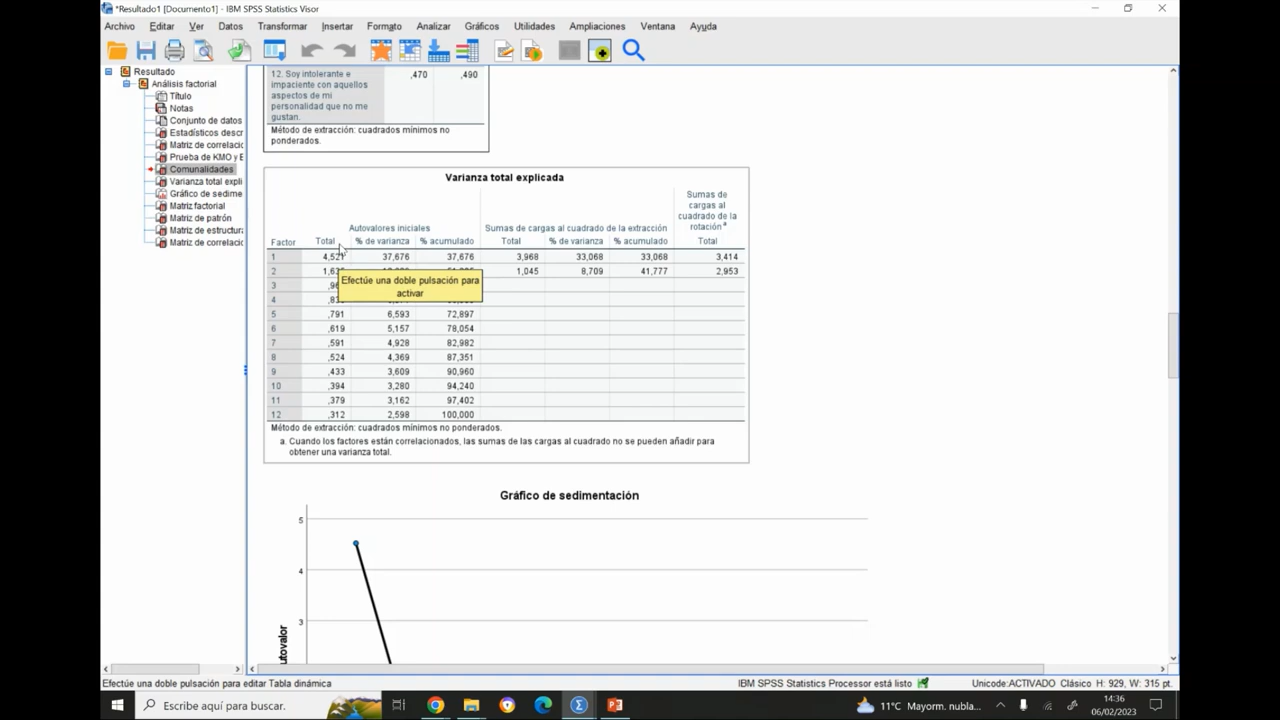 *Resultado1 [Documento1] - IBM SPSS Statistics Visor
Archivo Editar Ver Datos Transformar Insertar Formato Analizar Gráficos Utilidades Ampliaciones Ventana Ayuda
Resultado
Análisis factorial
Título
Notas
Conjunto de datos
Estadísticos descr
Matriz de correlacio
Prueba de KMO y E
Comunalidades
Varianza total expli
Gráfico de sedime
Matriz factorial
Matriz de patrón
Matriz de estructura
Matriz de correlacio
12. Soy intolerante e ,470 ,490
impaciente con aquellos
aspectos de mi
personalidad que no me
gustan.
Método de extracción: cuadrados mínimos no
ponderados.
Varianza total explicada
Sumas de
cargas al
cuadrado de la
rotación a
Autovalores iniciales Sumas de cargas al cuadrado de la extracción
Factor Total % de varianza % acumulado Total % de varianza % acumulado Total
1 4,521 37,676 37,676 3,968 33,068 33,068 3,414
2 1,045 8,709 41,777 2,953
3
4
5 ,791 6,593 72,897
6 ,619 5,157 78,054
7 ,591 4,928 82,982
8 ,524 4,369 87,351
9 ,433 3,609 90,960
10 ,394 3,280 94,240
11 ,379 3,162 97,402
12 ,312 2,598 100,000
Efectúe una doble pulsación para
activar
Método de extracción: cuadrados mínimos no ponderados.
a. Cuando los factores están correlacionados, las sumas de las cargas al cuadrado no se pueden añadir para
obtener una varianza total.
Gráfico de sedimentación
5
4
3
utovalor
Efectúe una doble pulsación para editar Tabla dinámica
IBM SPSS Statistics Processor está listo
Unicode:ACTIVADO Clásico H: 929, W: 315 pt.
Escribe aquí para buscar.
11°C Mayorm. nubla...
14:36
06/02/2023